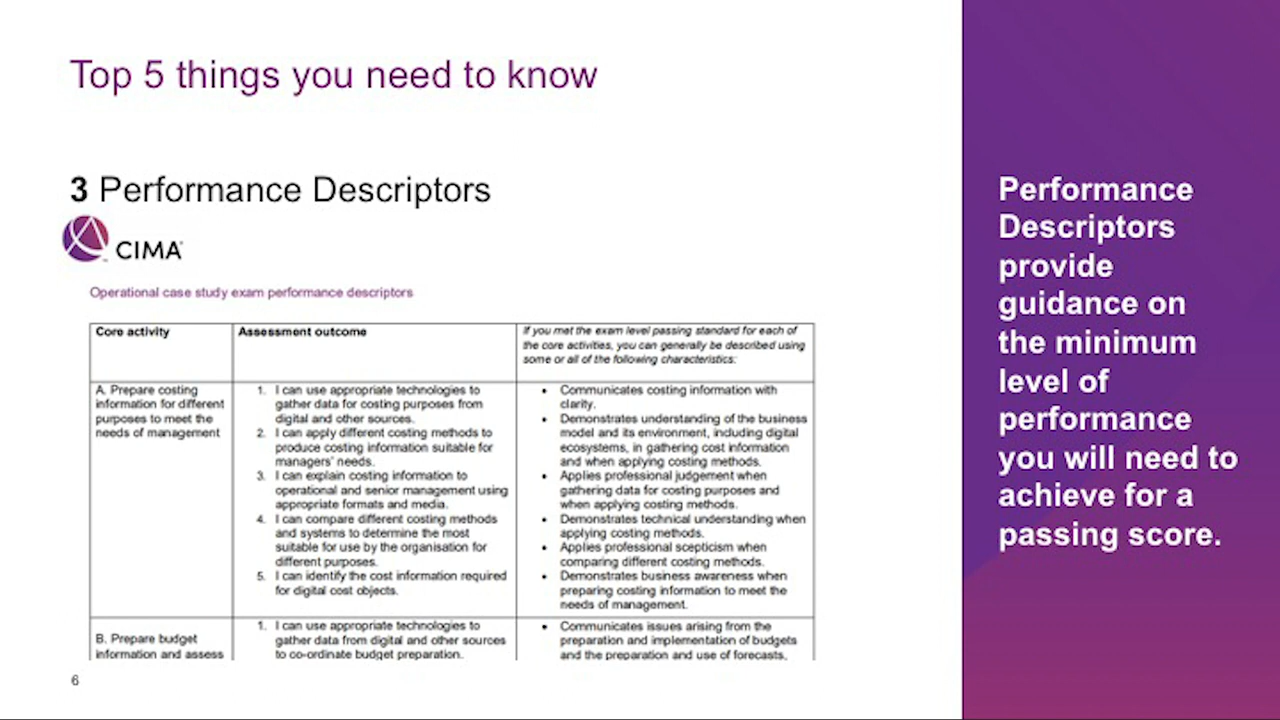 Top 5 things you need to know
3 Performance Descriptors
CIMA
Operational case study exam performance descriptors
Core activity
Assessment outcome
If you met the exam level passing standard for each of
the core activities, you can generally be described using
some or all of the following characteristics:
A. Prepare costing
information for different
purposes to meet the
needs of management
1. I can use appropriate technologies to
gather data for costing purposes from
digital and other sources.
2. I can apply different costing methods to
produce costing information suitable for
managers' needs.
3. I can explain costing information to
operational and senior management using
appropriate formats and media.
4. I can compare different costing methods
and systems to determine the most
suitable for use by the organisation for
different purposes.
5. I can identify the cost information required
for digital cost objects.
• Communicates costing information with
clarity.
• Demonstrates understanding of the business
model and its environment, including digital
ecosystems, in gathering cost information
and when applying costing methods.
• Applies professional judgement when
gathering data for costing purposes and
when applying costing methods.
• Demonstrates technical understanding when
applying costing methods.
• Applies professional scepticism when
comparing different costing methods.
• Demonstrates business awareness when
preparing costing information to meet the
needs of management.
B. Prepare budget
information and assess
1. I can use appropriate technologies to
gather data from digital and other sources
to co-ordinate budget preparation.
• Communicates issues arising from the
preparation and implementation of budgets
and the preparation and use of forecasts,
6
Performance
Descriptors
provide
guidance on
the minimum
level of
performance
you will need to
achieve for a
passing score.